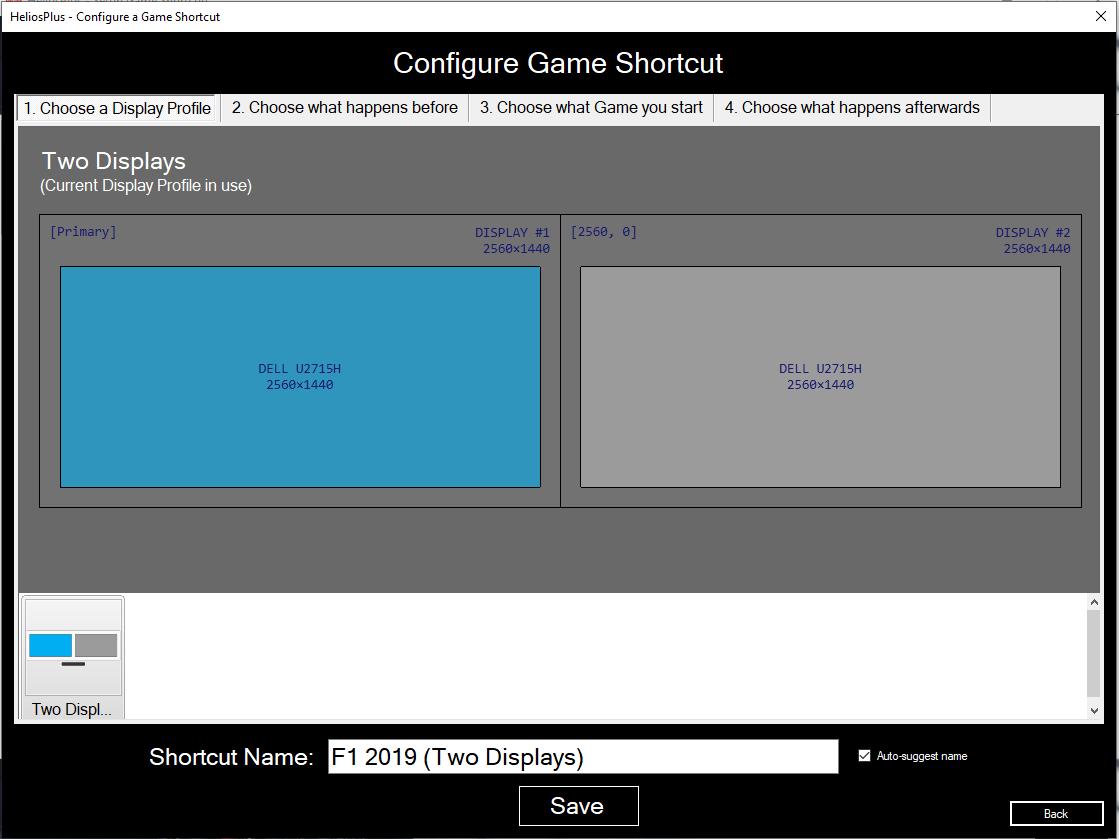 HeliosPlus - Configure a Game Shortcut
Configure Game Shortcut
1. Choose a Display Profile
2. Choose what happens before
3. Choose what Game you start
4. Choose what happens afterwards
Two Displays
(Current Display Profile in use)
[Primary]
DISPLAY #1
2560×1440
DELL U2715H
2560×1440
[2560, 0]
DISPLAY #2
2560×1440
DELL U2715H
2560×1440
Two Displ...
Shortcut Name:
F1 2019 (Two Displays)
Auto-suggest name
Save
Back